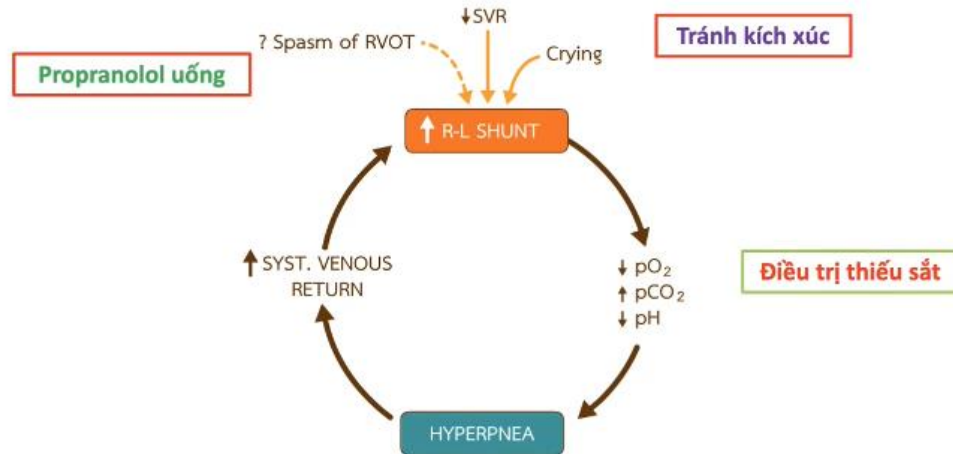 ↓SVR
? Spasm of RVOT
Crying
Tránh kích xúc
Propranolol uống
↑ R-L SHUNT
↑ SYST. VENOUS
RETURN
↓ pO₂
↑ pCO₂
↓ pH
Điều trị thiếu sắt
HYPERPNEA